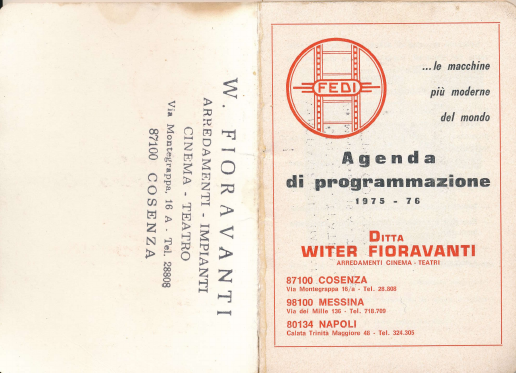 W. FIORAVANTI
ARREDAMENTI - IMPIANTI
CINEMA - TEATRO
Via Montegrappa, 16 A - Tel. 28808
87100 COSENZA
FEDI
...le macchine
più moderne
del mondo
Agenda
di programmazione
1975 - 76
DITTA
WITER FIORAVANTI
ARREDAMENTI CINEMA - TEATRI
87100 COSENZA
Via Montegrappa 16/a - Tel. 28.808
98100 MESSINA
Via dei Mille 136 - Tel. 718.709
80134 NAPOLI
Calata Trinità Maggiore 46 - Tel. 324.305